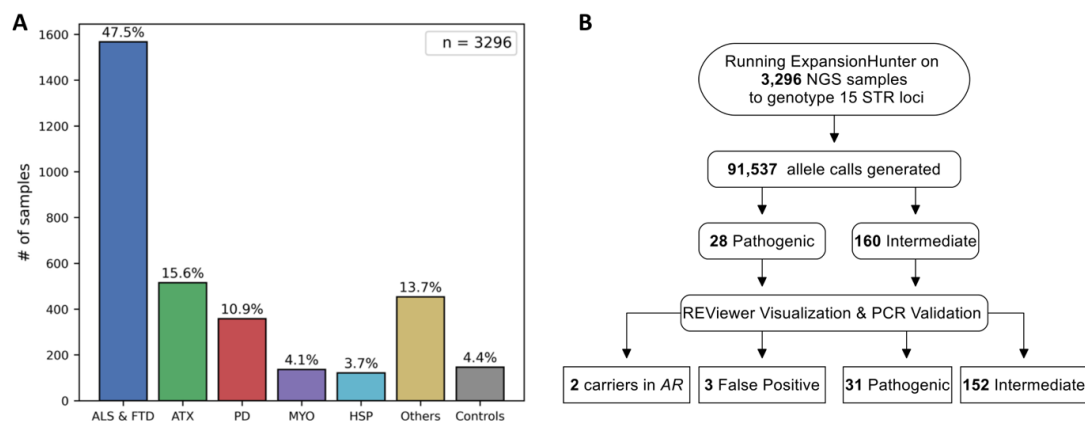 A
# of samples
1600
1400
1200
1000
800
600
400
200
0
n = 3296
47.5%
15.6%
10.9%
4.1%
3.7%
13.7%
4.4%
ALS & FTD
ATX
PD
MYO
HSP
Others
Controls
B
Running ExpansionHunter on
3,296 NGS samples
to genotype 15 STR loci
91,537 allele calls generated
28 Pathogenic
160 Intermediate
REViewer Visualization & PCR Validation
2 carriers in AR
3 False Positive
31 Pathogenic
152 Intermediate